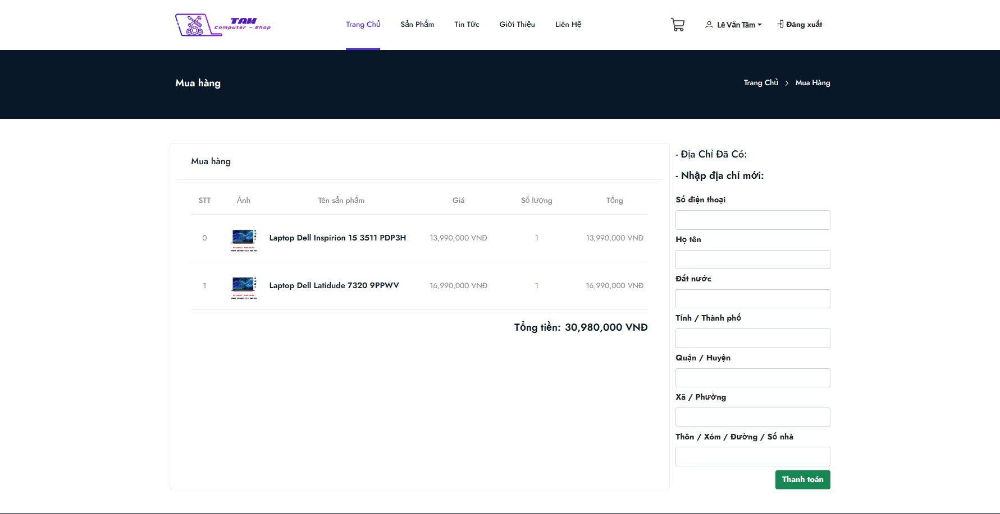 TAM
Computer - Shop
Trang Chủ
Sản Phẩm
Tin Tức
Giới Thiệu
Liên Hệ
Lê Văn Tâm
Đăng xuất
Mua hàng
Trang Chủ > Mua Hàng
Mua hàng
STT Ảnh Tên sản phẩm Giá Số lượng Tổng
0 Laptop Dell Inspirion 15 3511 PDP3H 13,990,000 VNĐ 1 13,990,000 VNĐ
1 Laptop Dell Latidude 7320 9PPWV 16,990,000 VNĐ 1 16,990,000 VNĐ
Tổng tiền: 30,980,000 VNĐ
- Địa Chỉ Đã Có:
- Nhập địa chỉ mới:
Số điện thoại
Họ tên
Đất nước
Tỉnh / Thành phố
Quận / Huyện
Xã / Phường
Thôn / Xóm / Đường / Số nhà
Thanh toán